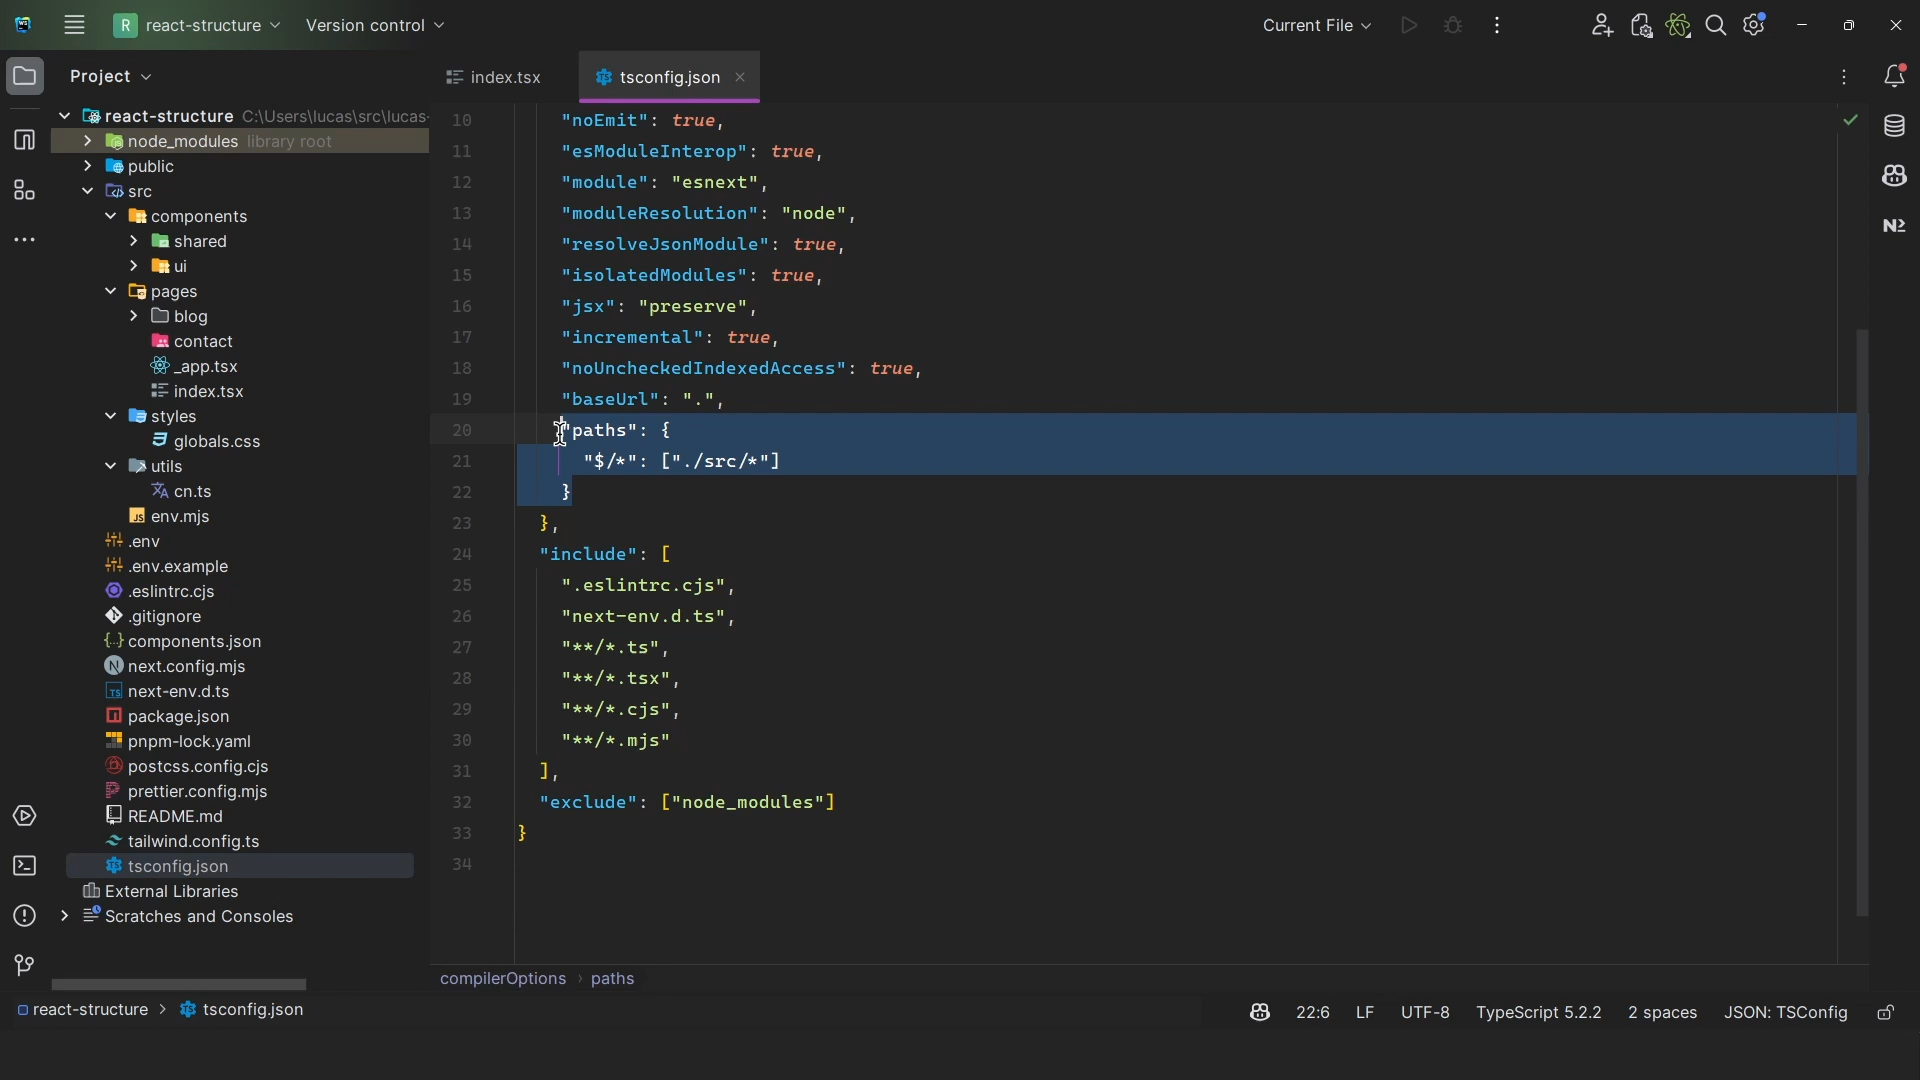 R react-structure Version control Current File
Project index.tsx tsconfig.json
react-structure C:\Users\lucas\src\lucas-
node_modules library root
public
src
components
shared
ui
pages
blog
contact
_app.tsx
index.tsx
styles
globals.css
utils
cn.ts
env.mjs
.env
.env.example
.eslintrc.cjs
.gitignore
components.json
next.config.mjs
next-env.d.ts
package.json
pnpm-lock.yaml
postcss.config.cjs
prettier.config.mjs
README.md
tailwind.config.ts
tsconfig.json
External Libraries
Scratches and Consoles
10 "noEmit": true,
11 "esModuleInterop": true,
12 "module": "esnext",
13 "moduleResolution": "node",
14 "resolveJsonModule": true,
15 "isolatedModules": true,
16 "jsx": "preserve",
17 "incremental": true,
18 "noUncheckedIndexedAccess": true,
19 "baseUrl": ".",
20 "paths": {
21 "$/*": ["./src/*"]
22 }
23 },
24 "include": [
25 ".eslintrc.cjs",
26 "next-env.d.ts",
27 "**/*.ts",
28 "**/*.tsx",
29 "**/*.cjs",
30 "**/*.mjs"
31 ],
32 "exclude": ["node_modules"]
33 }
34
compilerOptions › paths
react-structure › tsconfig.json 22:6 LF UTF-8 TypeScript 5.2.2 2 spaces JSON: TSConfig